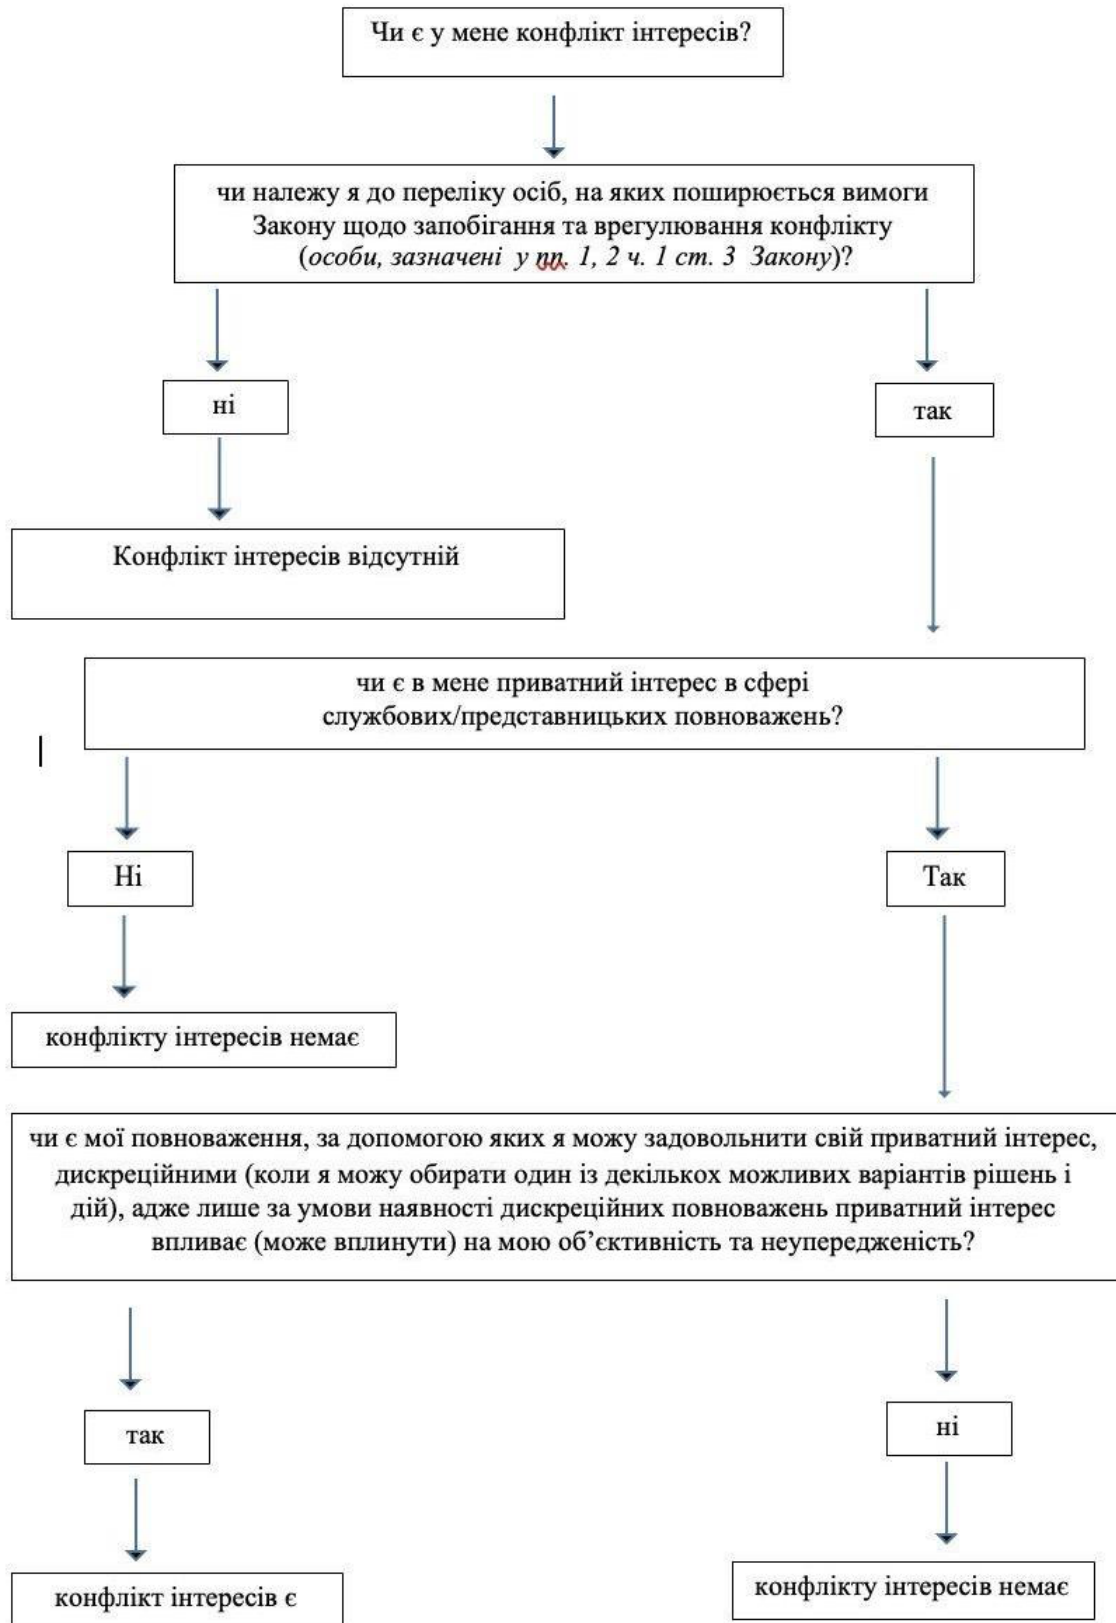 Чи є у мене конфлікт інтересів?
чи належу я до переліку осіб, на яких поширюється вимоги
Закону щодо запобігання та врегулювання конфлікту
(особи, зазначені у пп. 1, 2 ч. 1 ст. 3 Закону)?
ні
так
Конфлікт інтересів відсутній
чи є в мене приватний інтерес в сфері
службових/представницьких повноважень?
Ні
Так
конфлікту інтересів немає
чи є мої повноваження, за допомогою яких я можу задовольнити свій приватний інтерес,
дискреційними (коли я можу обирати один із декількох можливих варіантів рішень і
дій), адже лише за умови наявності дискреційних повноважень приватний інтерес
впливає (може вплинути) на мою об’єктивність та неупередженість?
так
ні
конфлікт інтересів є
конфлікту інтересів немає